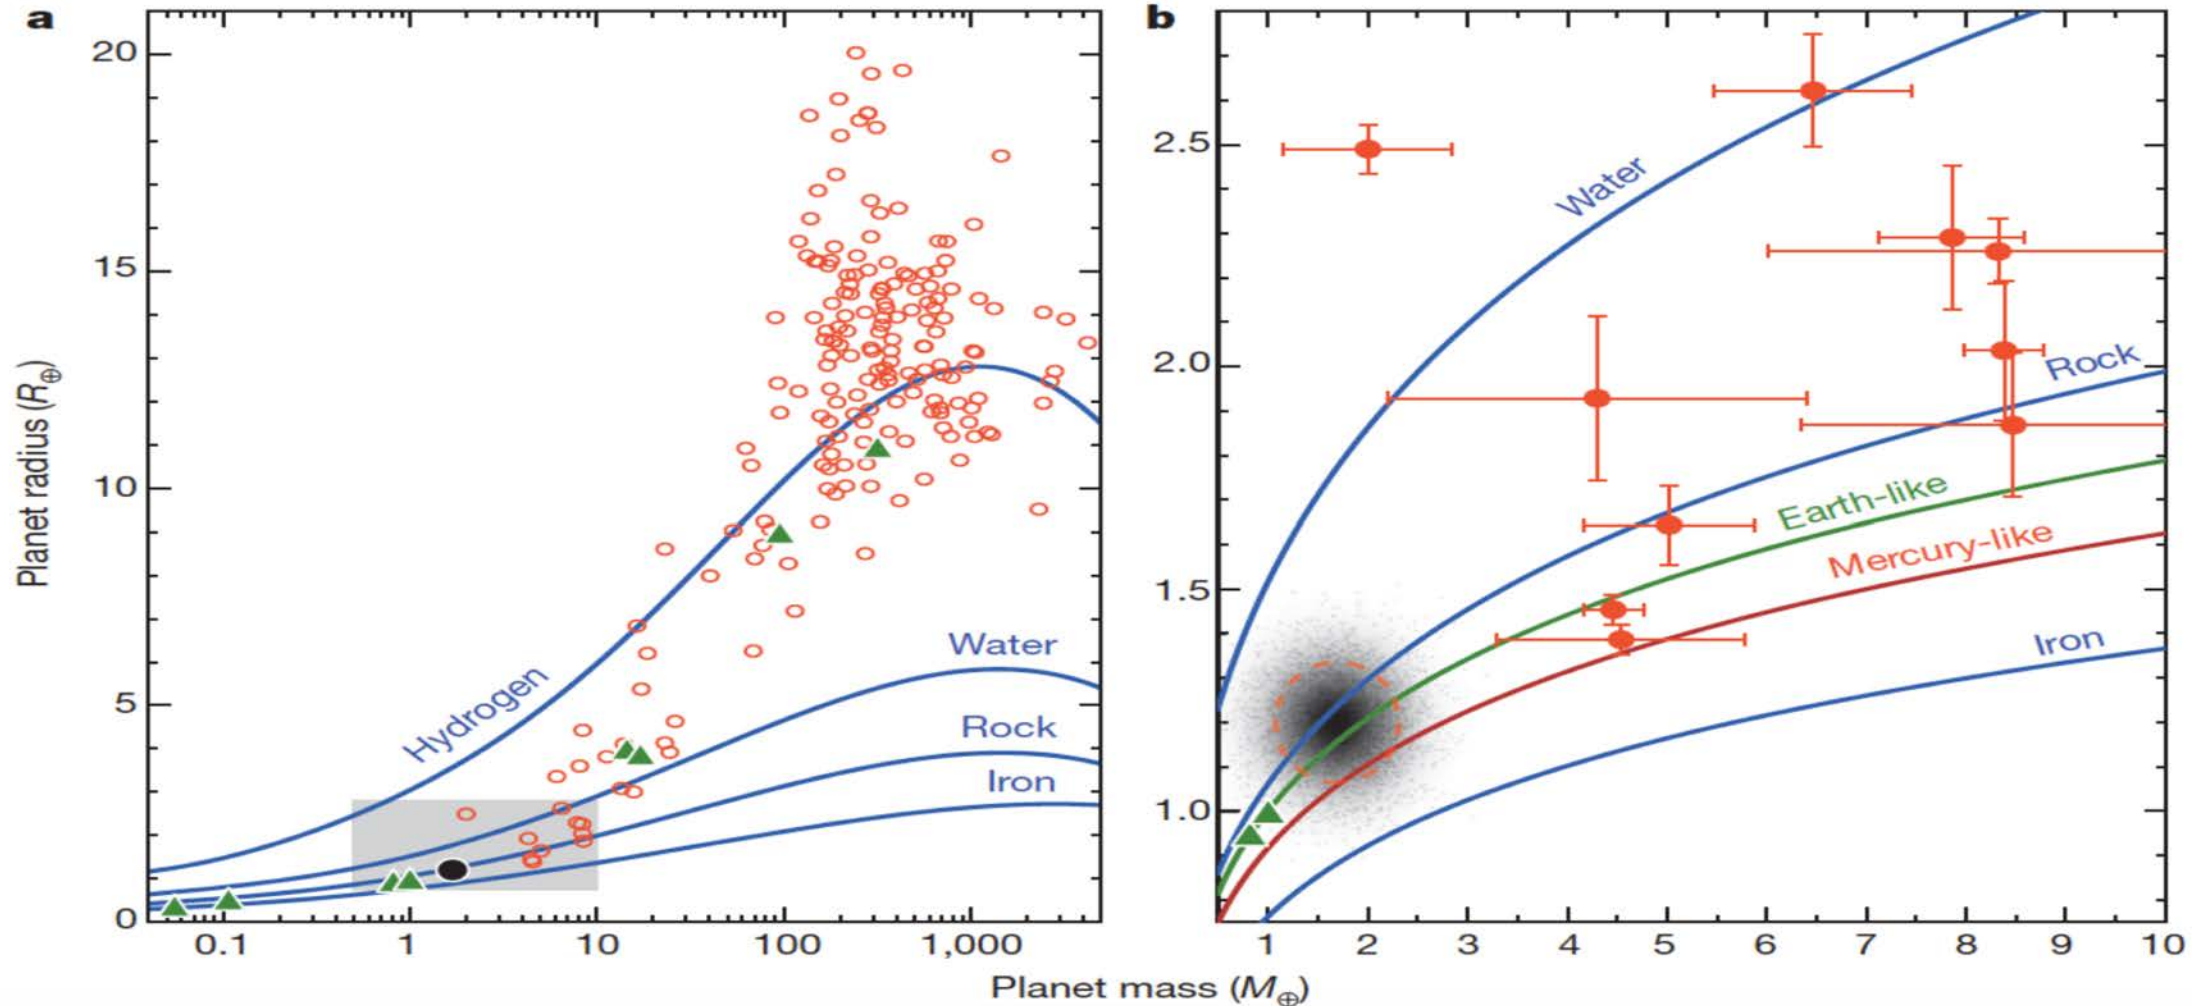 a
Planet radius (R⊕)
20
15
10
5
0
Hydrogen
Water
Rock
Iron
0.1 1 10 100 1,000
b
2.5
2.0
1.5
1.0
Water
Rock
Earth-like
Mercury-like
Iron
1 2 3 4 5 6 7 8 9 10
Planet mass (M⊕)